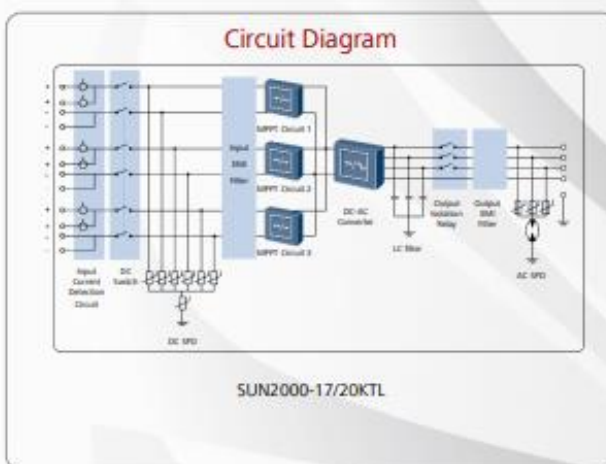 Circuit Diagram
+
+
-
-
+
+
-
-
+
+
-
-
Input
Current
Detection
Circuit
DC
Switch
DC SPD
Input
EMI
Filter
MPPT Circuit 1
MPPT Circuit 2
MPPT Circuit 3
DC-AC
Converter
LC filter
Output
Isolation
Relay
Output
EMI
Filter
AC SPD
SUN2000-17/20KTL